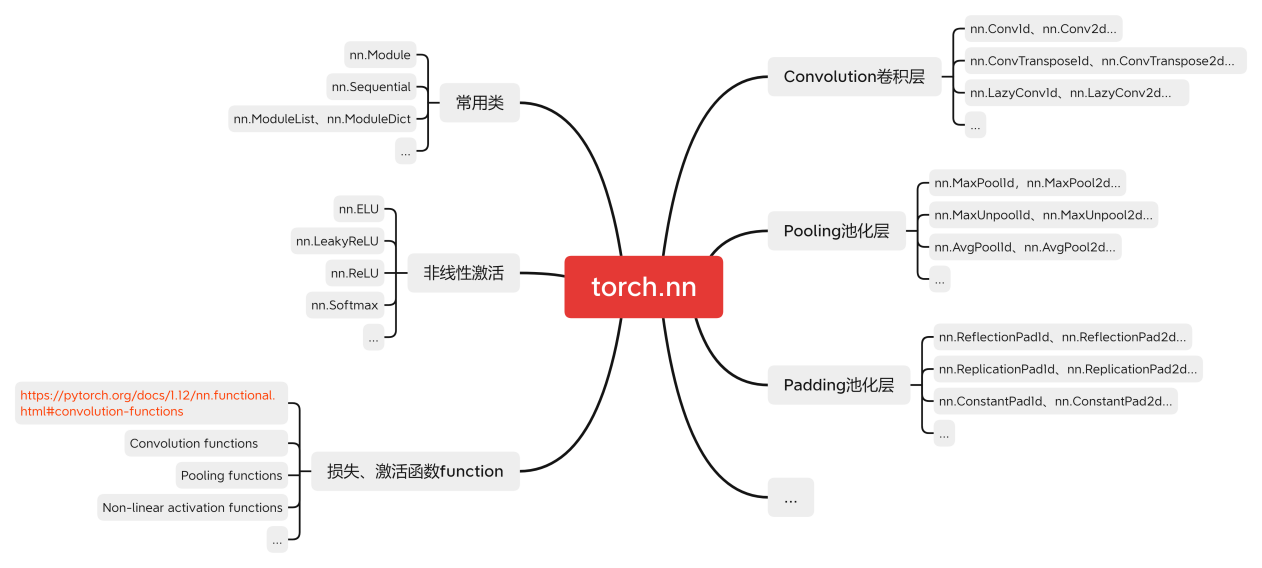 torch.nn
常用类
nn.Module
nn.Sequential
nn.ModuleList、nn.ModuleDict
...
非线性激活
nn.ELU
nn.LeakyReLU
nn.ReLU
nn.Softmax
...
损失、激活函数function
https://pytorch.org/docs/1.12/nn.functional.
html#convolution-functions
Convolution functions
Pooling functions
Non-linear activation functions
...
Convolution卷积层
nn.Conv1d、nn.Conv2d...
nn.ConvTranspose1d、nn.ConvTranspose2d...
nn.LazyConv1d、nn.LazyConv2d...
...
Pooling池化层
nn.MaxPool1d，nn.MaxPool2d...
nn.MaxUnpool1d、nn.MaxUnpool2d...
nn.AvgPool1d、nn.AvgPool2d...
...
Padding池化层
nn.ReflectionPad1d、nn.ReflectionPad2d...
nn.ReplicationPad1d、nn.ReplicationPad2d...
nn.ConstantPad1d、nn.ConstantPad2d...
...
...